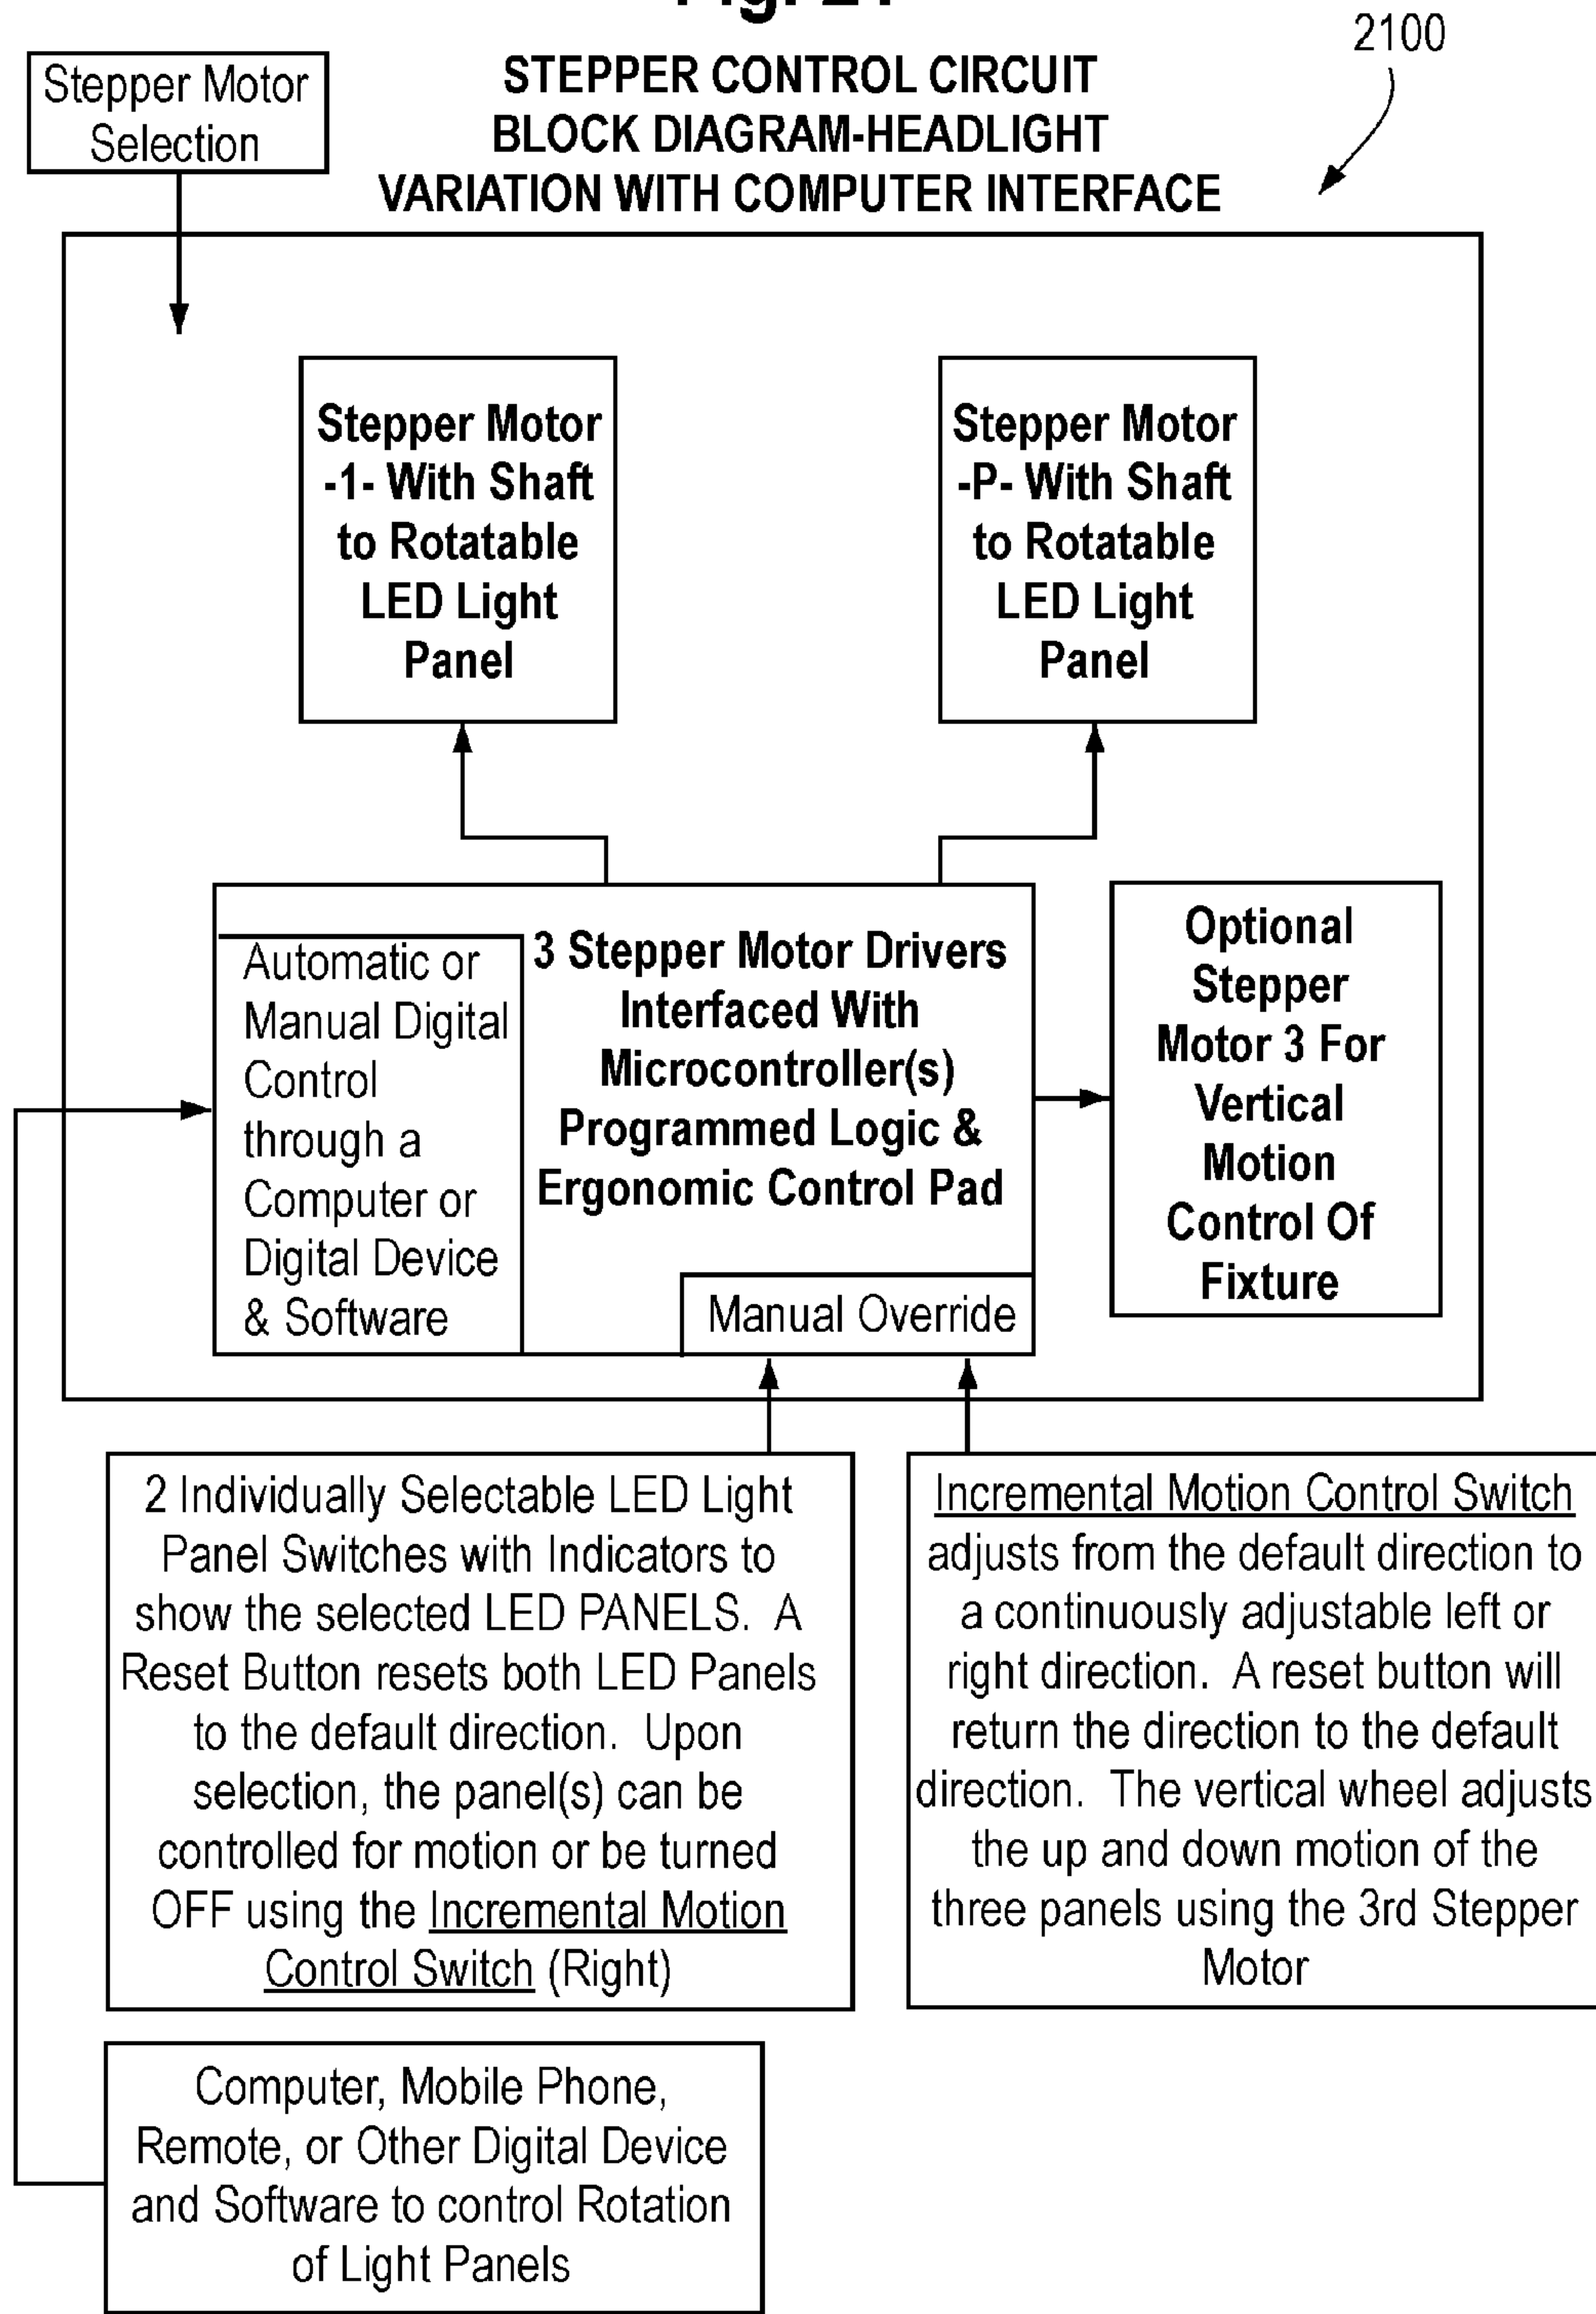 2100
Stepper Motor
Selection
STEPPER CONTROL CIRCUIT
BLOCK DIAGRAM-HEADLIGHT
VARIATION WITH COMPUTER INTERFACE
Stepper Motor
-1- With Shaft
to Rotatable
LED Light
Panel
Stepper Motor
-P- With Shaft
to Rotatable
LED Light
Panel
Automatic or
Manual Digital
Control
through a
Computer or
Digital Device
& Software
3 Stepper Motor Drivers
Interfaced With
Microcontroller(s)
Programmed Logic &
Ergonomic Control Pad
Manual Override
Optional
Stepper
Motor 3 For
Vertical
Motion
Control Of
Fixture
2 Individually Selectable LED Light
Panel Switches with Indicators to
show the selected LED PANELS. A
Reset Button resets both LED Panels
to the default direction. Upon
selection, the panel(s) can be
controlled for motion or be turned
OFF using the Incremental Motion
Control Switch (Right)
Incremental Motion Control Switch
adjusts from the default direction to
a continuously adjustable left or
right direction. A reset button will
return the direction to the default
direction. The vertical wheel adjusts
the up and down motion of the
three panels using the 3rd Stepper
Motor
Computer, Mobile Phone,
Remote, or Other Digital Device
and Software to control Rotation
of Light Panels